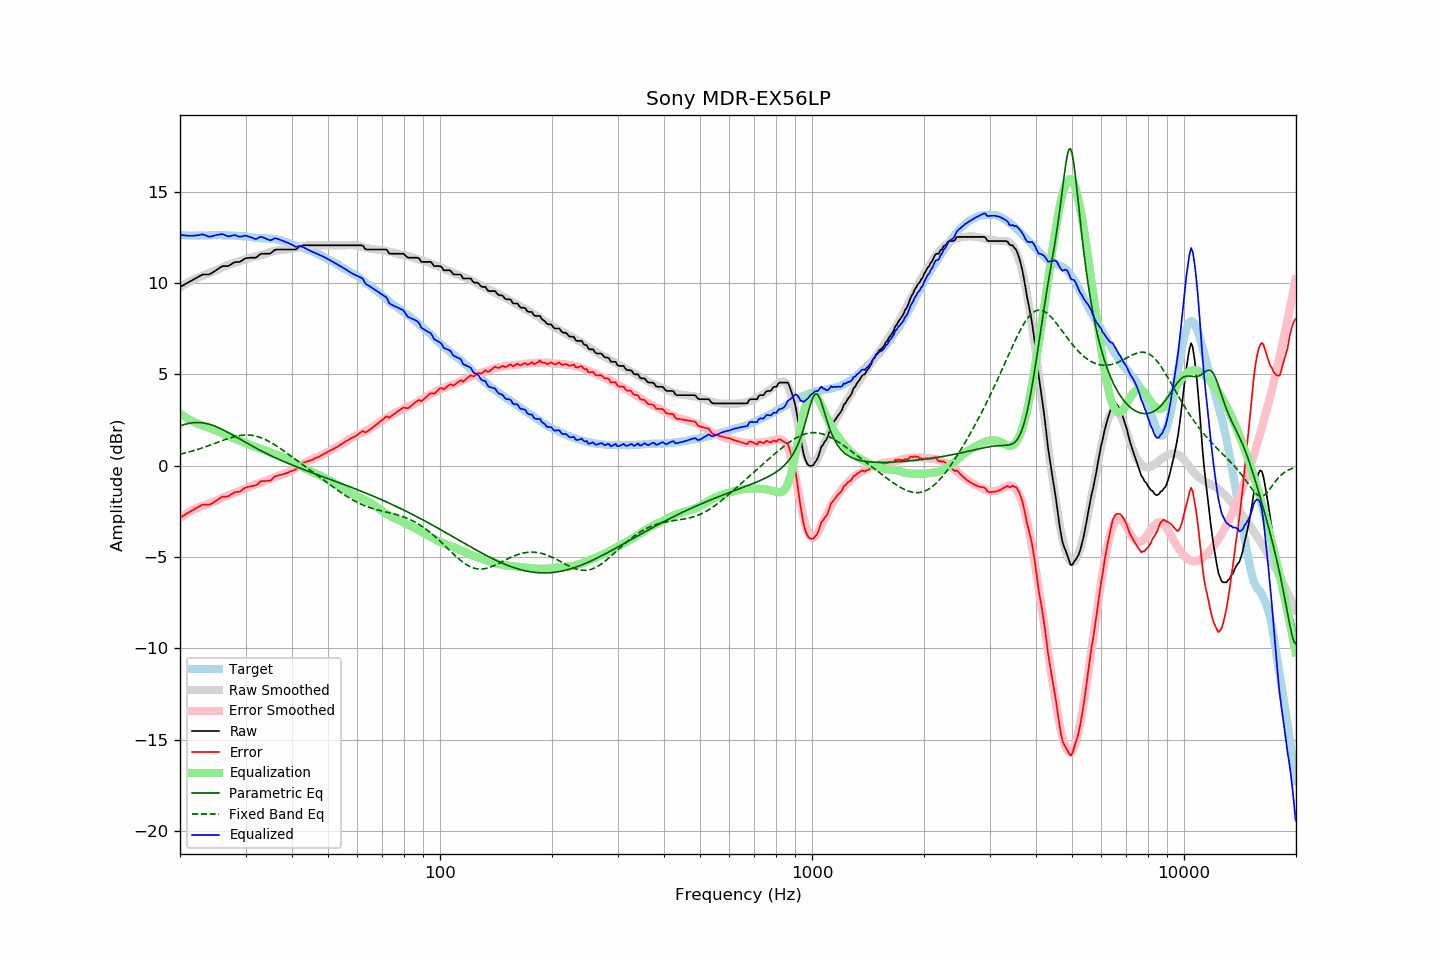 Sony MDR-EX56LP
Amplitude (dBr)
15
10
5
0
−5
−10
−15
−20
Target
Raw Smoothed
Error Smoothed
Raw
Error
Equalization
Parametric Eq
Fixed Band Eq
Equalized
100
1000
10000
Frequency (Hz)